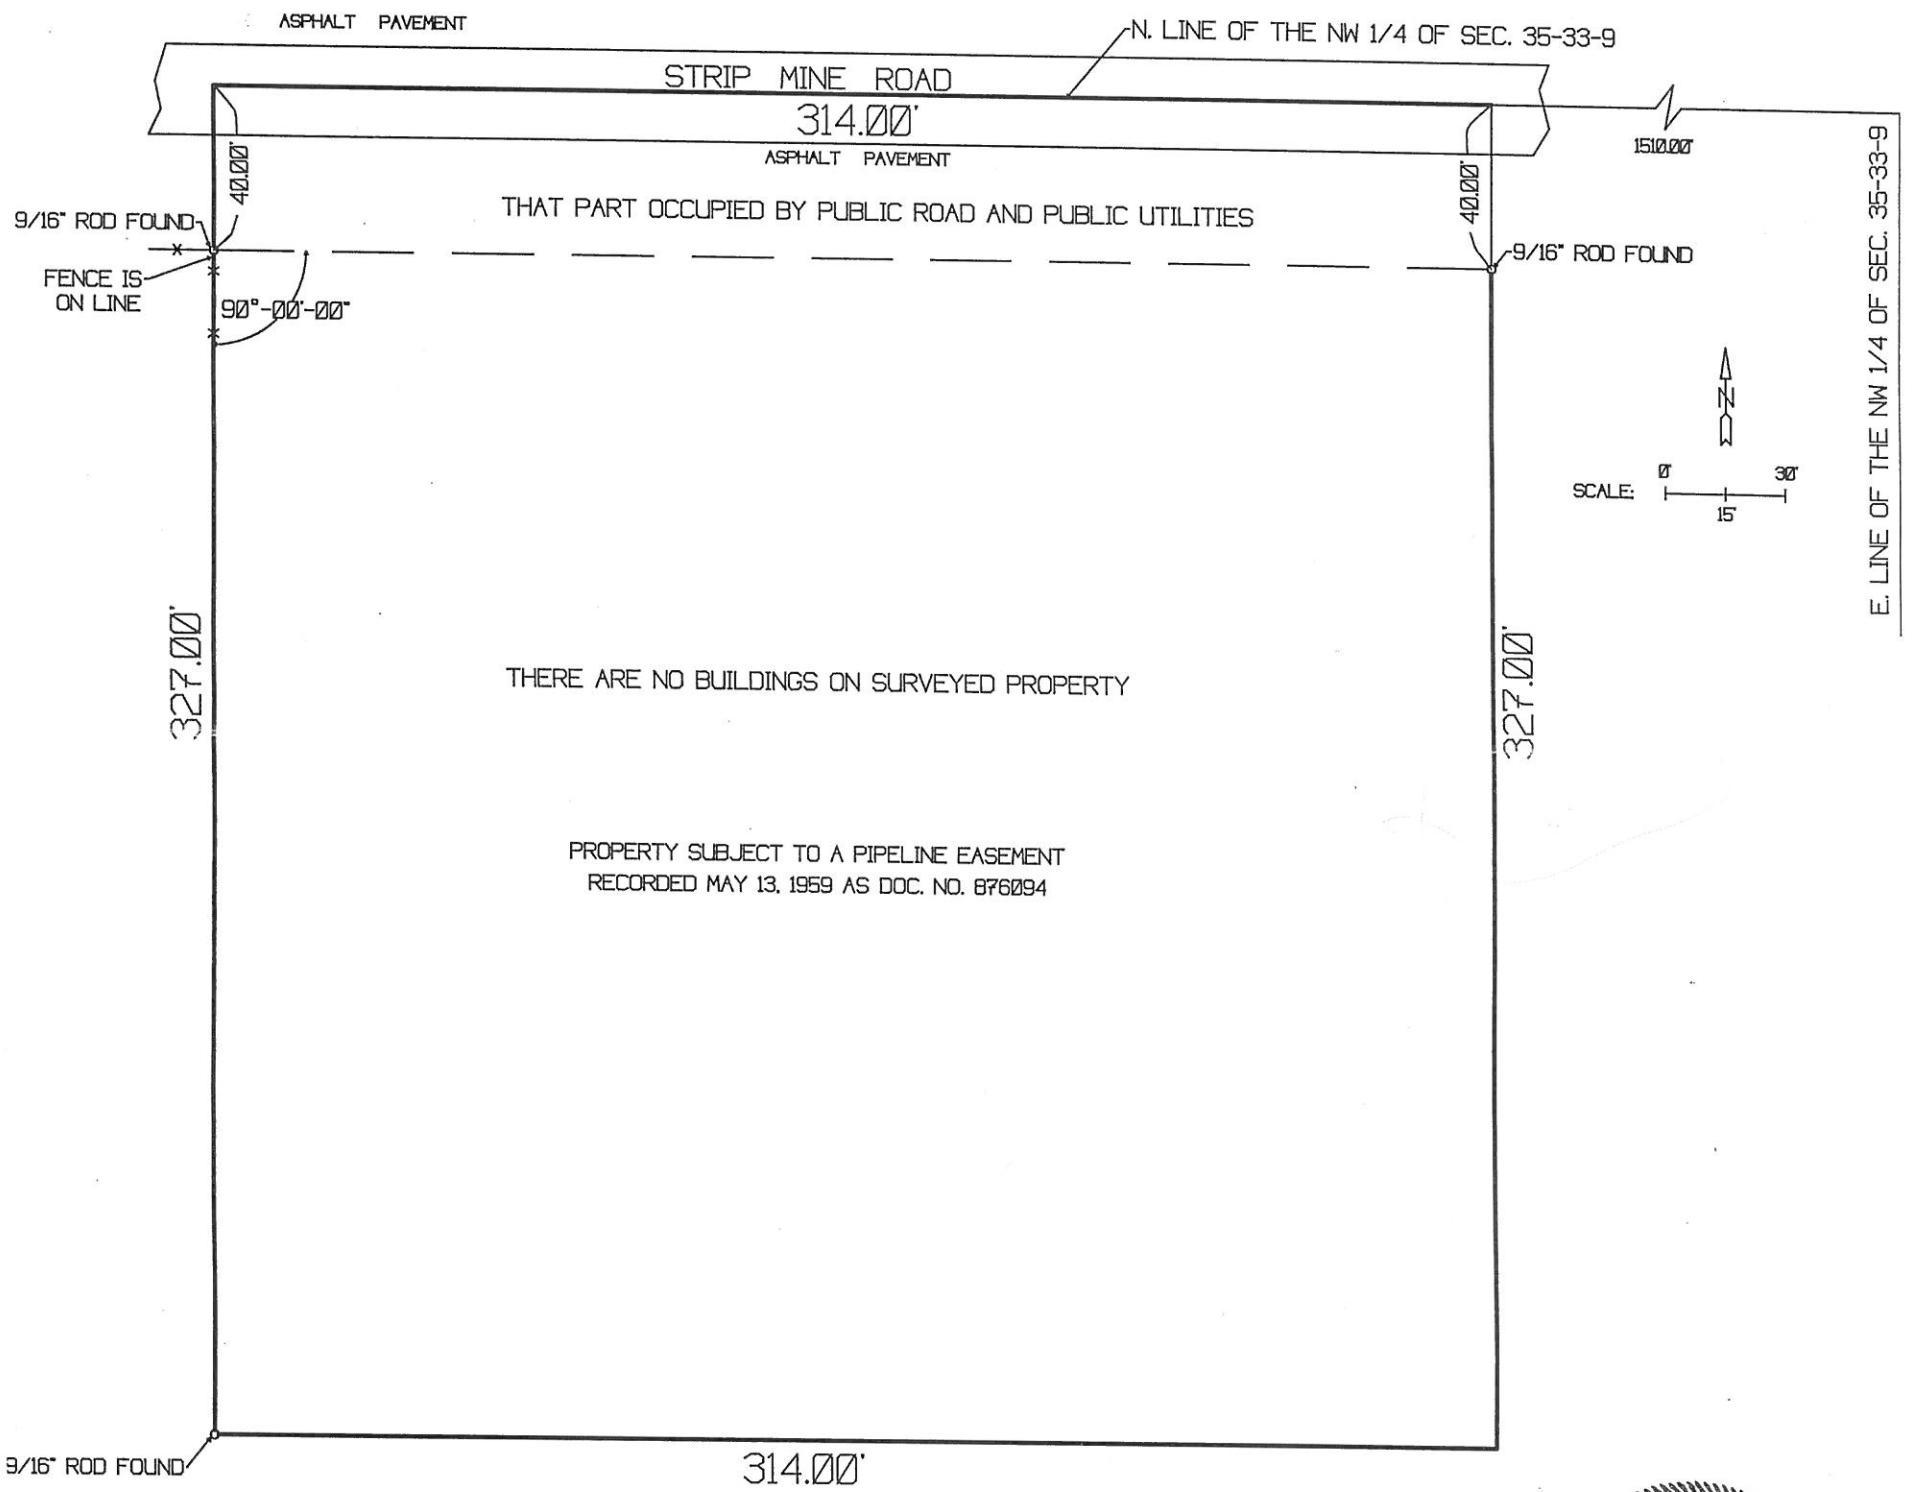 ASPHALT PAVEMENT
N. LINE OF THE NW 1/4 OF SEC. 35-33-9
STRIP MINE ROAD
314.00'
ASPHALT PAVEMENT
1510.00'
40.00'
40.00'
E. LINE OF THE NW 1/4 OF SEC. 35-33-9
THAT PART OCCUPIED BY PUBLIC ROAD AND PUBLIC UTILITIES
9/16" ROD FOUND
9/16" ROD FOUND
FENCE IS
ON LINE
90°-00'-00"
N
SCALE:
0'
30'
15'
327.00'
327.00'
THERE ARE NO BUILDINGS ON SURVEYED PROPERTY
PROPERTY SUBJECT TO A PIPELINE EASEMENT
RECORDED MAY 13, 1959 AS DOC. NO. 876094
9/16" ROD FOUND
314.00'